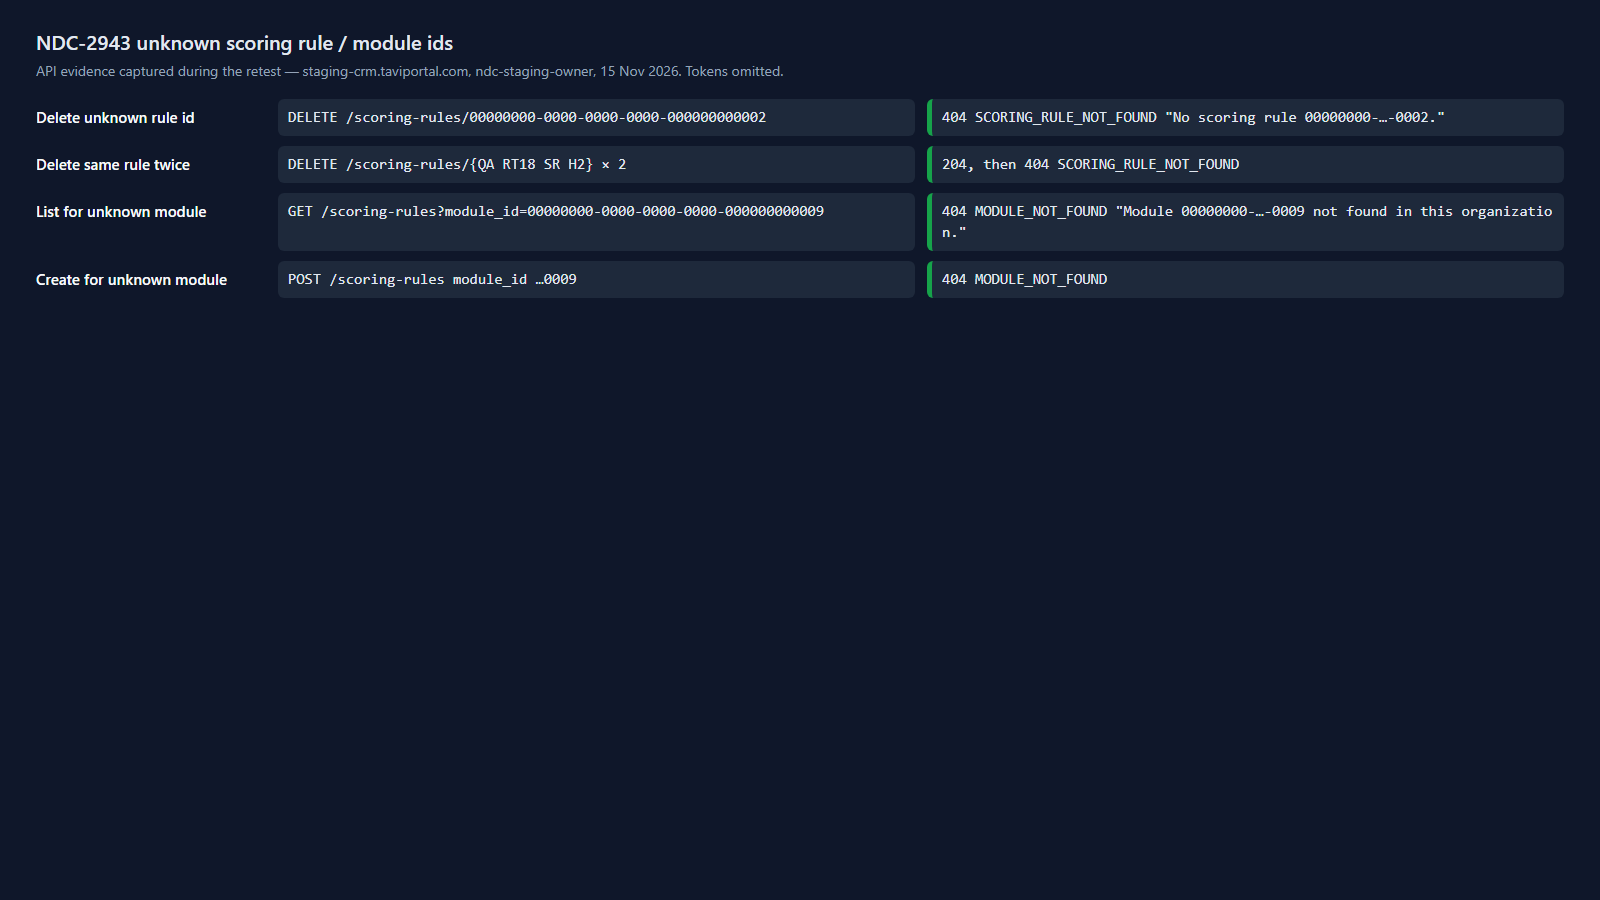 NDC-2943 unknown scoring rule / module ids
API evidence captured during the retest — staging-crm.taviportal.com, ndc-staging-owner, 15 Nov 2026. Tokens omitted.
Delete unknown rule id
DELETE /scoring-rules/00000000-0000-0000-0000-000000000002
404 SCORING_RULE_NOT_FOUND "No scoring rule 00000000-…-0002."
Delete same rule twice
DELETE /scoring-rules/{QA RT18 SR H2} × 2
204, then 404 SCORING_RULE_NOT_FOUND
List for unknown module
GET /scoring-rules?module_id=00000000-0000-0000-0000-000000000009
404 MODULE_NOT_FOUND "Module 00000000-…-0009 not found in this organizatio
n."
Create for unknown module
POST /scoring-rules module_id …0009
404 MODULE_NOT_FOUND